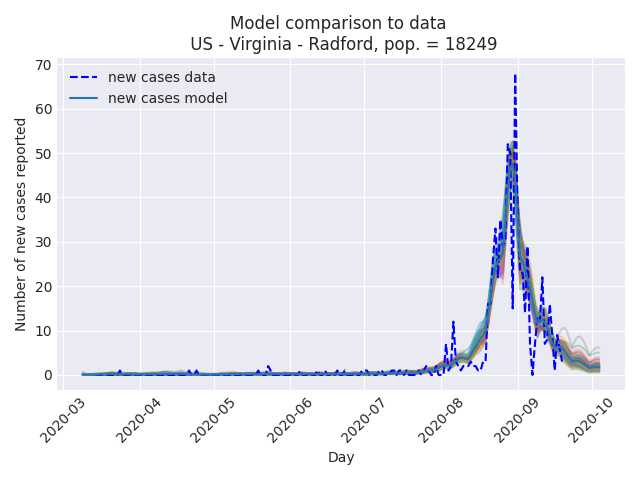 Model comparison to data
US - Virginia - Radford, pop. = 18249
70
60
50
40
30
20
10
0
Number of new cases reported
new cases data
new cases model
2020-03
2020-04
2020-05
2020-06
2020-07
2020-08
2020-09
2020-10
Day